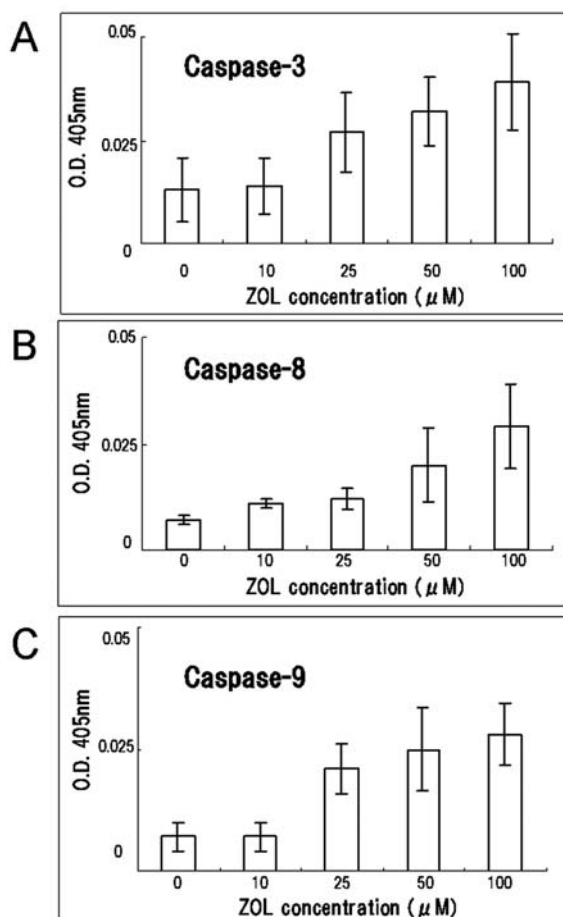 A
Caspase-3
O.D. 405nm
0.05
0.025
0
0 10 25 50 100
ZOL concentration (μM)
B
Caspase-8
O.D. 405nm
0.05
0.025
0
0 10 25 50 100
ZOL concentration (μM)
C
Caspase-9
O.D. 405nm
0.05
0.025
0
0 10 25 50 100
ZOL concentration (μM)